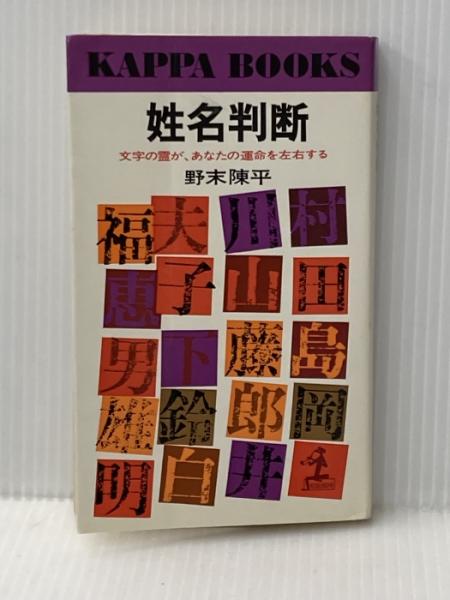 KAPPA BOOKS
姓名判断
文字の霊が、あなたの運命を左右する
野末陳平
福夫川村
恵子山田
男下藤島
雄鈴郎岡
明白井